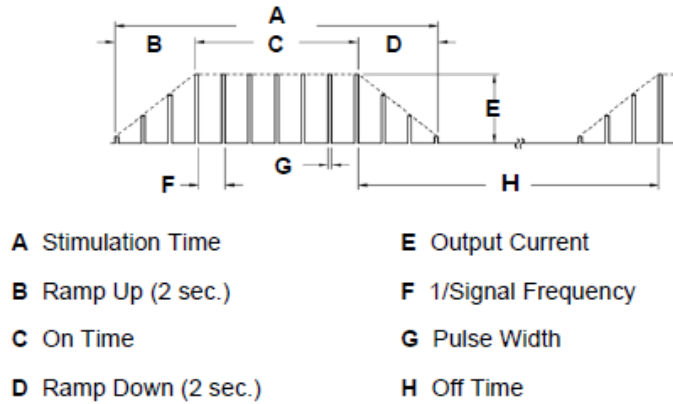 A
B C D
E
F G H
A Stimulation Time
B Ramp Up (2 sec.)
C On Time
D Ramp Down (2 sec.)
E Output Current
F 1/Signal Frequency
G Pulse Width
H Off Time